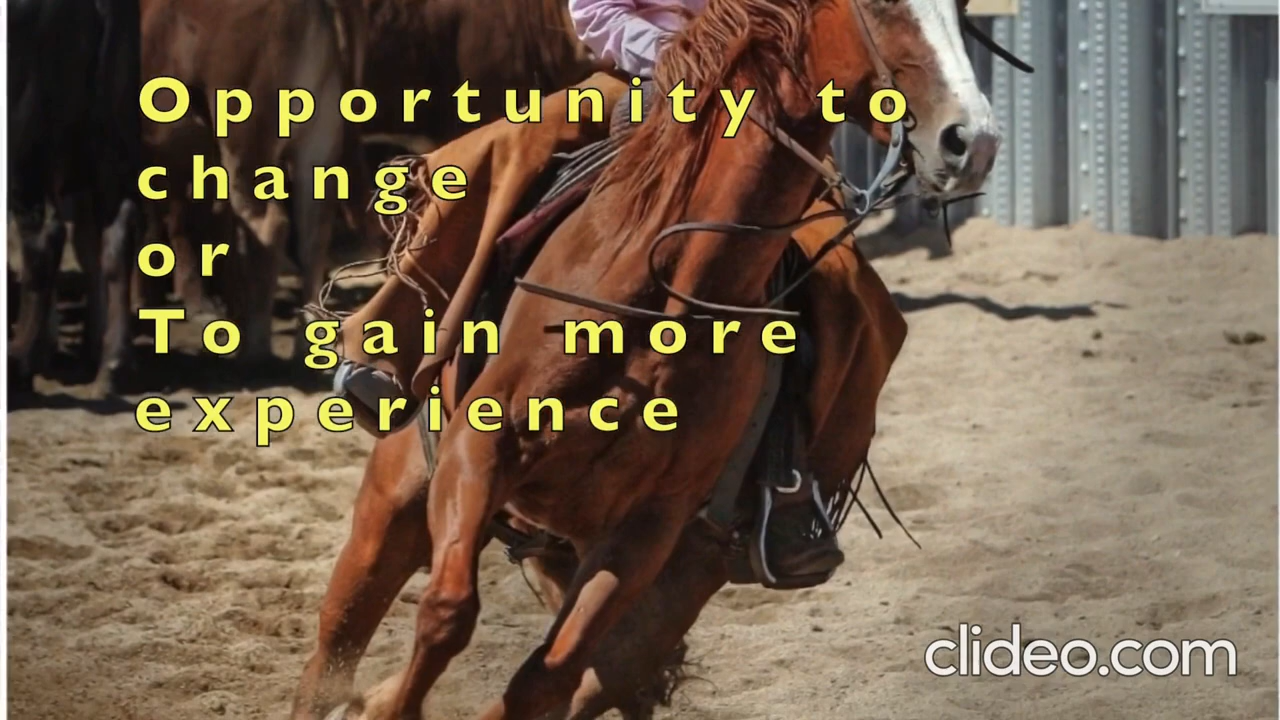 Opportunity to
change
or
To gain more
experience
clideo.com